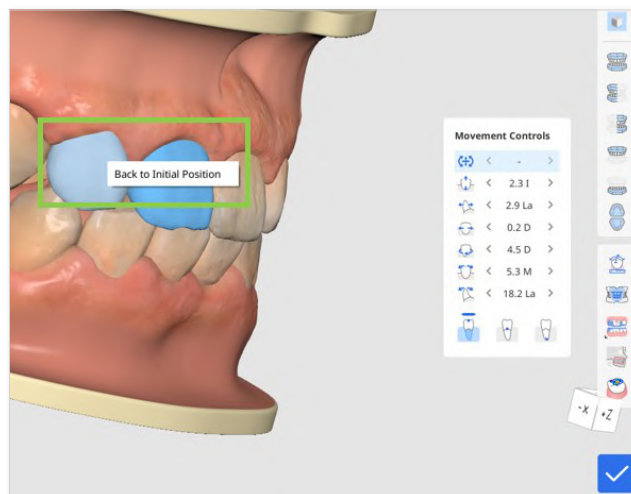 Back to Initial Position
Movement Controls
-
2.3 I
2.9 La
0.2 D
4.5 D
5.3 M
18.2 La
-X +Z